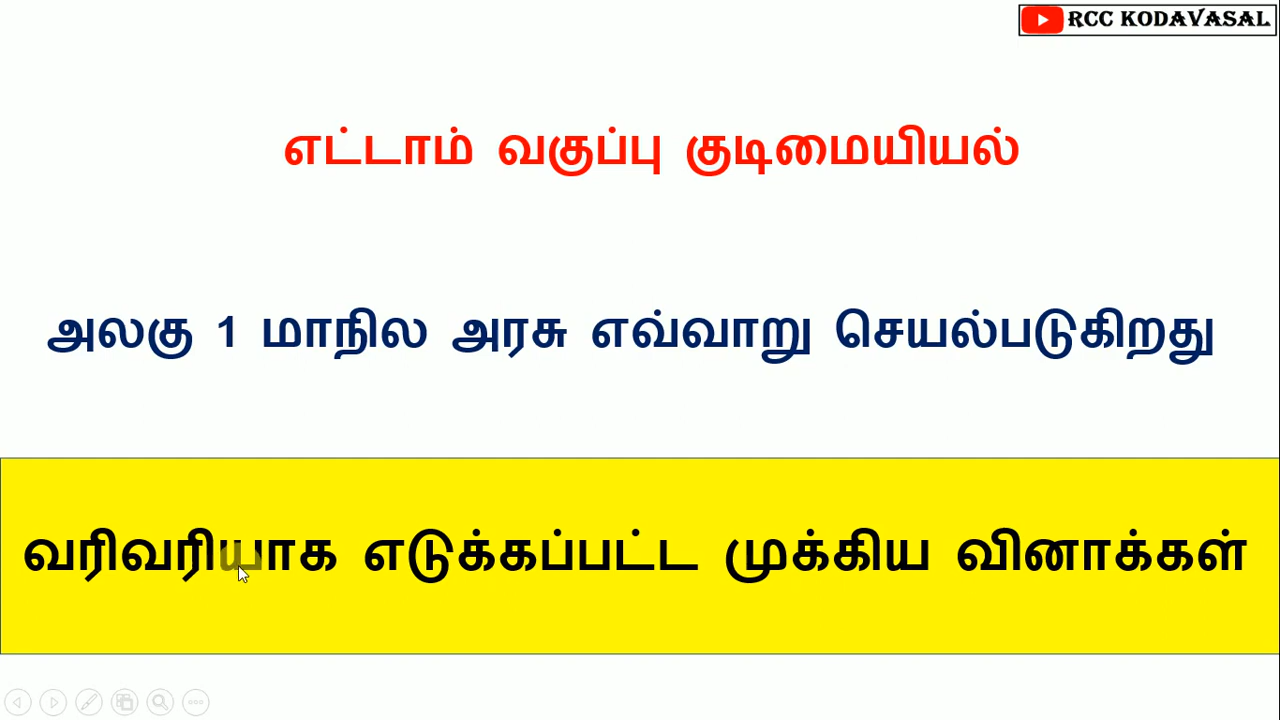 RCC KODAVASAL
எட்டாம் வகுப்பு குடிமையியல்
அலகு 1 மாநில அரசு எவ்வாறு செயல்படுகிறது
வரிவரியாக எடுக்கப்பட்ட முக்கிய வினாக்கள்